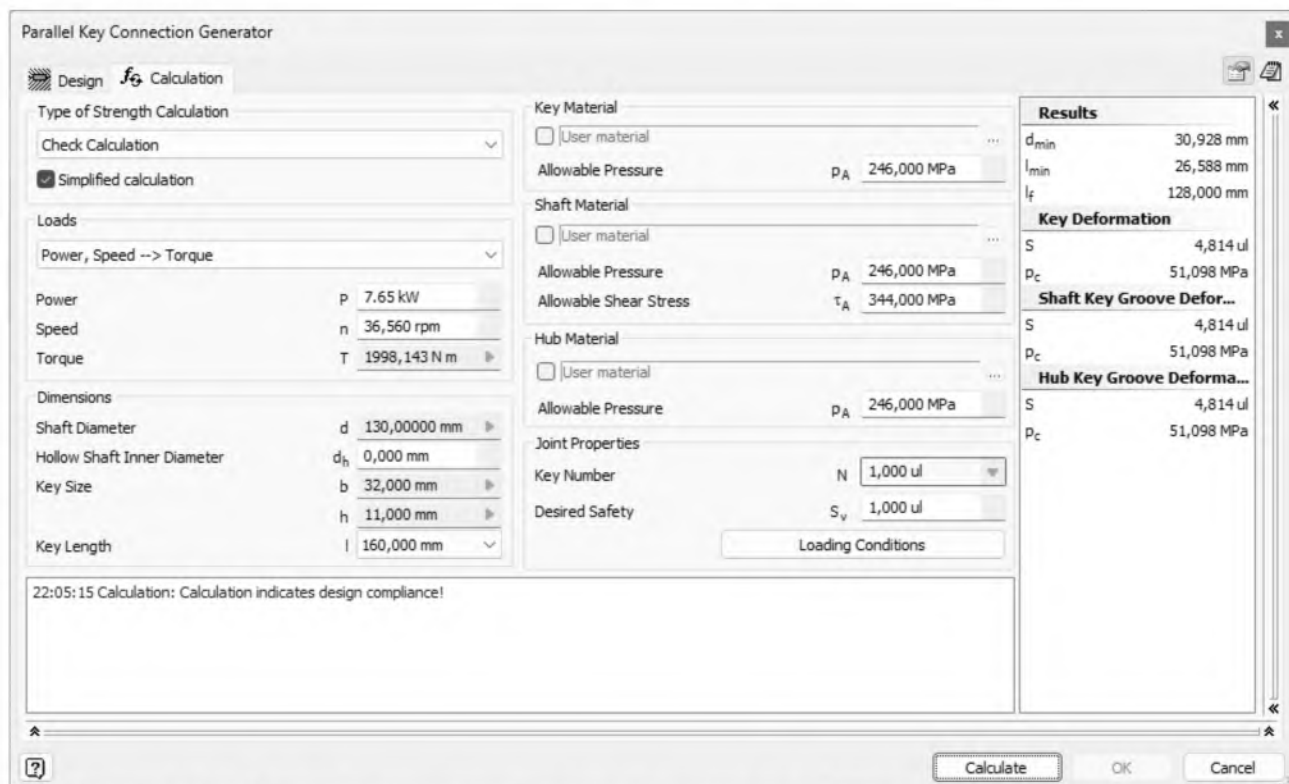 Parallel Key Connection Generator
x
Design
fG Calculation
Type of Strength Calculation
Check Calculation
Simplified calculation
Loads
Power, Speed --> Torque
Power P 7.65 kW
Speed n 36,560 rpm
Torque T 1998,143 N m
Dimensions
Shaft Diameter d 130,00000 mm
Hollow Shaft Inner Diameter dh 0,000 mm
Key Size b 32,000 mm
h 11,000 mm
Key Length l 160,000 mm
Key Material
User material ...
Allowable Pressure pA 246,000 MPa
Shaft Material
User material ...
Allowable Pressure pA 246,000 MPa
Allowable Shear Stress τA 344,000 MPa
Hub Material
User material ...
Allowable Pressure pA 246,000 MPa
Joint Properties
Key Number N 1,000 ul
Desired Safety Sv 1,000 ul
Loading Conditions
Results
dmin 30,928 mm
lmin 26,588 mm
lf 128,000 mm
Key Deformation
S 4,814 ul
pc 51,098 MPa
Shaft Key Groove Defor...
S 4,814 ul
pc 51,098 MPa
Hub Key Groove Deforma...
S 4,814 ul
pc 51,098 MPa
22:05:15 Calculation: Calculation indicates design compliance!
?
Calculate
OK
Cancel